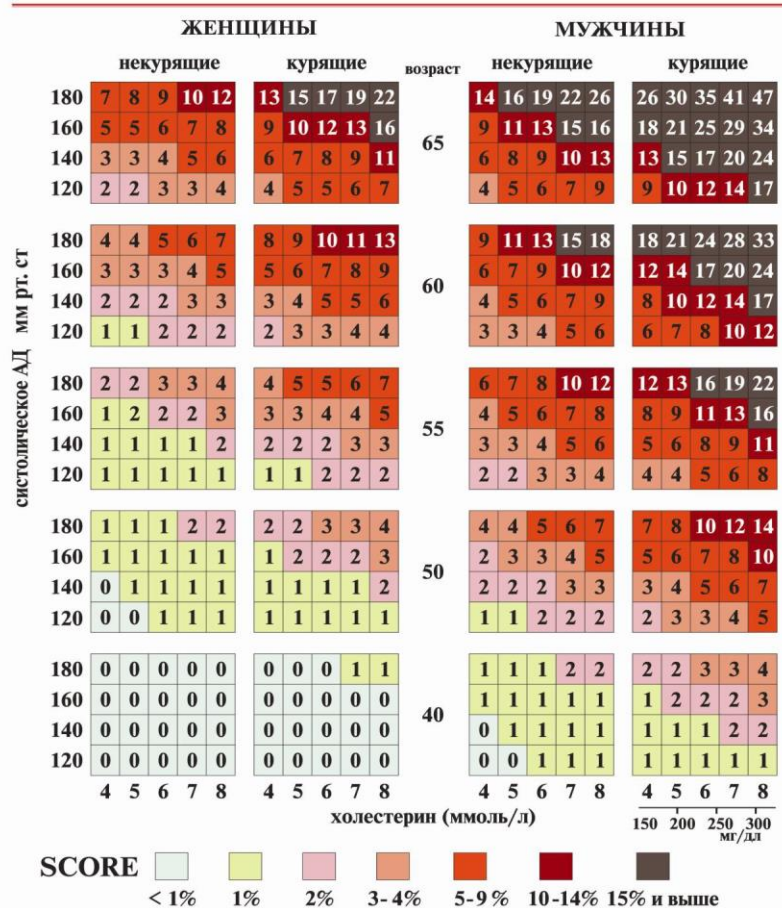 ЖЕНЩИНЫ МУЖЧИНЫ
некурящие курящие возраст некурящие курящие
180 7 8 9 10 12 13 15 17 19 22 14 16 19 22 26 26 30 35 41 47
160 5 5 6 7 8 9 10 12 13 16 9 11 13 15 16 18 21 25 29 34
65
140 3 3 4 5 6 6 7 8 9 11 6 8 9 10 13 13 15 17 20 24
120 2 2 3 3 4 4 5 5 6 7 4 5 6 7 9 9 10 12 14 17
180 4 4 5 6 7 8 9 10 11 13 9 11 13 15 18 18 21 24 28 33
160 3 3 3 4 5 5 6 7 8 9 6 7 9 10 12 12 14 17 20 24
60
140 2 2 2 3 3 3 4 5 5 6 4 5 6 7 9 8 10 12 14 17
120 1 1 2 2 2 2 3 3 4 4 3 3 4 5 6 6 7 8 10 12
систолическое АД мм рт. ст
180 2 2 3 3 4 4 5 5 6 7 6 7 8 10 12 12 13 16 19 22
160 1 2 2 2 3 3 3 4 4 5 4 5 6 7 8 8 9 11 13 16
55
140 1 1 1 1 2 2 2 2 3 3 3 3 4 5 6 5 6 8 9 11
120 1 1 1 1 1 1 1 2 2 2 2 2 3 3 4 4 4 5 6 8
180 1 1 1 2 2 2 2 3 3 4 4 4 5 6 7 7 8 10 12 14
160 1 1 1 1 1 1 2 2 2 3 2 3 3 4 5 5 6 7 8 10
50
140 0 1 1 1 1 1 1 1 1 2 2 2 2 3 3 3 4 5 6 7
120 0 0 1 1 1 1 1 1 1 1 1 1 2 2 2 2 3 3 4 5
180 0 0 0 0 0 0 0 0 1 1 1 1 1 2 2 2 2 3 3 4
160 0 0 0 0 0 0 0 0 0 0 1 1 1 1 1 1 2 2 2 3
40
140 0 0 0 0 0 0 0 0 0 0 0 1 1 1 1 1 1 1 2 2
120 0 0 0 0 0 0 0 0 0 0 0 0 1 1 1 1 1 1 1 1
4 5 6 7 8 4 5 6 7 8 4 5 6 7 8 4 5 6 7 8
холестерин (ммоль/л)
150 200 250 300
мг/дл
SCORE
< 1% 1% 2% 3-4% 5-9 % 10-14% 15% и выше